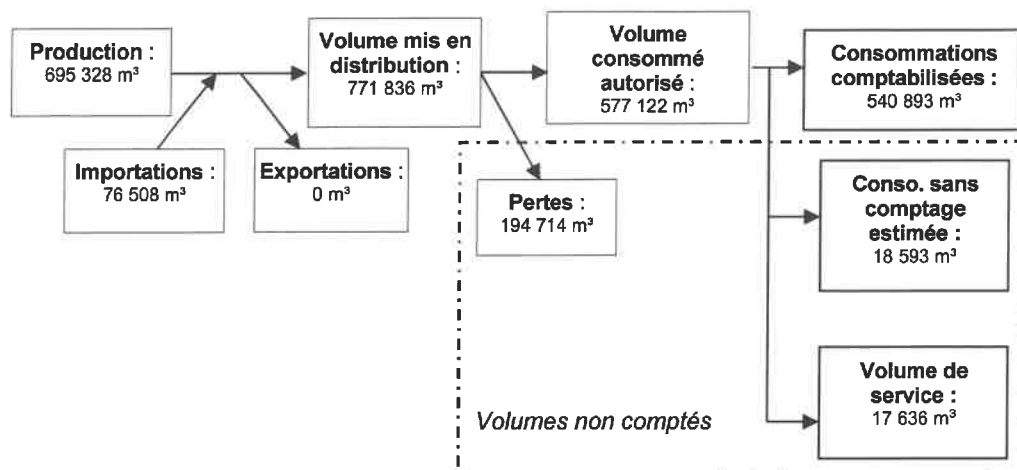 Production :
695 328 m³
Volume mis en
distribution :
771 836 m³
Volume
consommé
autorisé :
577 122 m³
Consommations
comptabilisées :
540 893 m³
Importations :
76 508 m³
Exportations :
0 m³
Pertes :
194 714 m³
Conso. sans
comptage
estimée :
18 593 m³
Volume de
service :
17 636 m³
Volumes non comptés